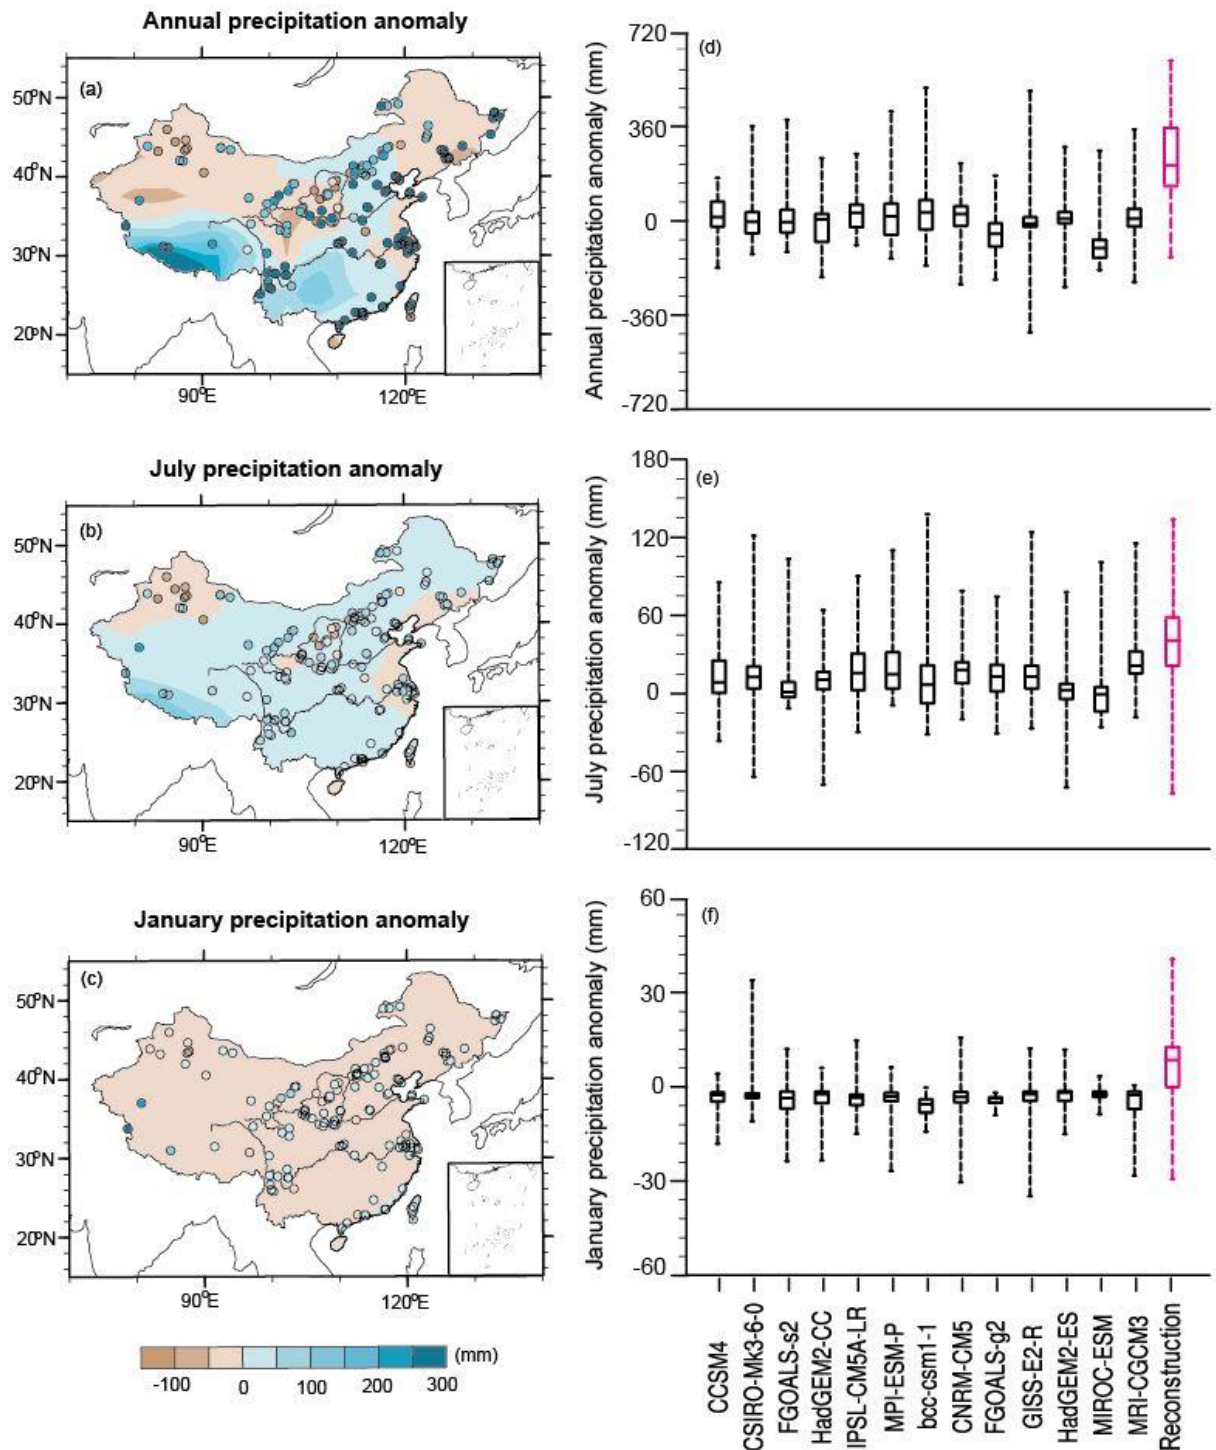 Annual precipitation anomaly
(a)
50°N
40°N
30°N
20°N
90°E 120°E
(d)
Annual precipitation anomaly (mm)
720
360
0
-360
-720
July precipitation anomaly
(b)
50°N
40°N
30°N
20°N
90°E 120°E
(e)
July precipitation anomaly (mm)
180
120
60
0
-60
-120
January precipitation anomaly
(c)
50°N
40°N
30°N
20°N
90°E 120°E
(f)
January precipitation anomaly (mm)
60
30
0
-30
-60
CCSM4
CSIRO-Mk3-6-0
FGOALS-s2
HadGEM2-CC
IPSL-CM5A-LR
MPI-ESM-P
bcc-csm1-1
CNRM-CM5
FGOALS-g2
GISS-E2-R
HadGEM2-ES
MIROC-ESM
MRI-CGCM3
Reconstruction
(mm)
-100 0 100 200 300